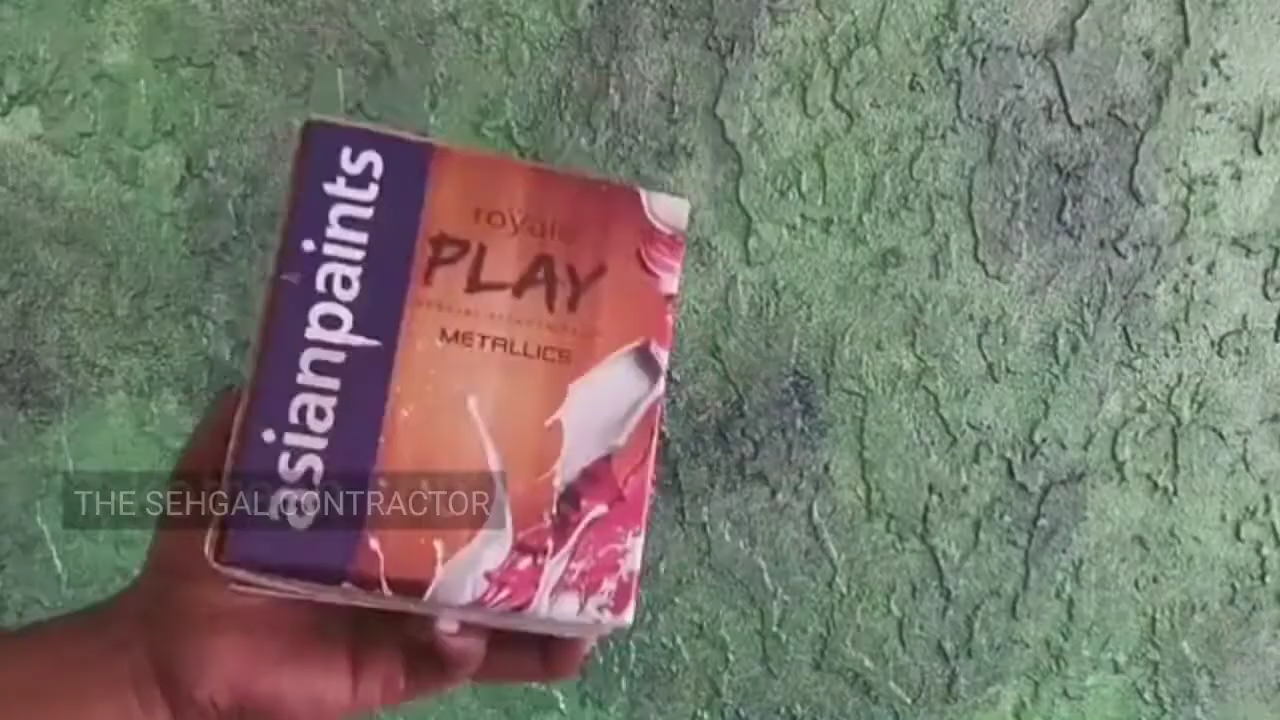 asianpaints
royale
PLAY
METALLICS
THE SEHGAL CONTRACTOR